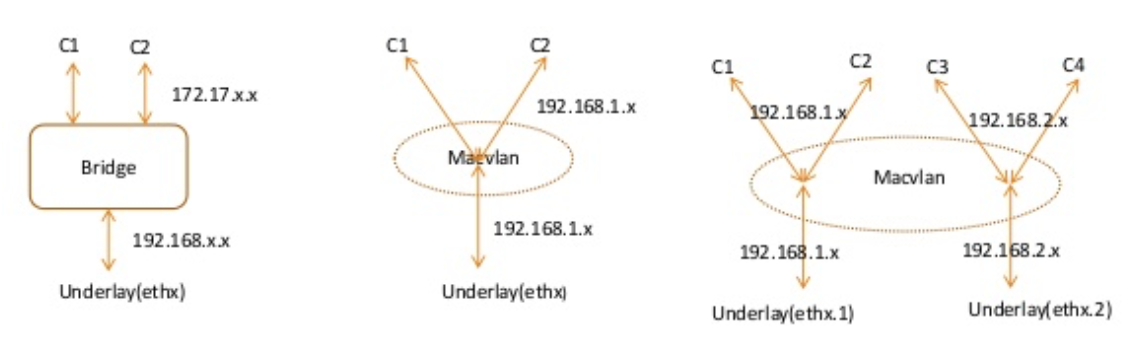 C1
C2
172.17.x.x
Bridge
192.168.x.x
Underlay(ethx)
C1
C2
192.168.1.x
Macvlan
192.168.1.x
Underlay(ethx)
C1
C2
C3
C4
192.168.1.x
192.168.2.x
Macvlan
192.168.1.x
192.168.2.x
Underlay(ethx.1)
Underlay(ethx.2)